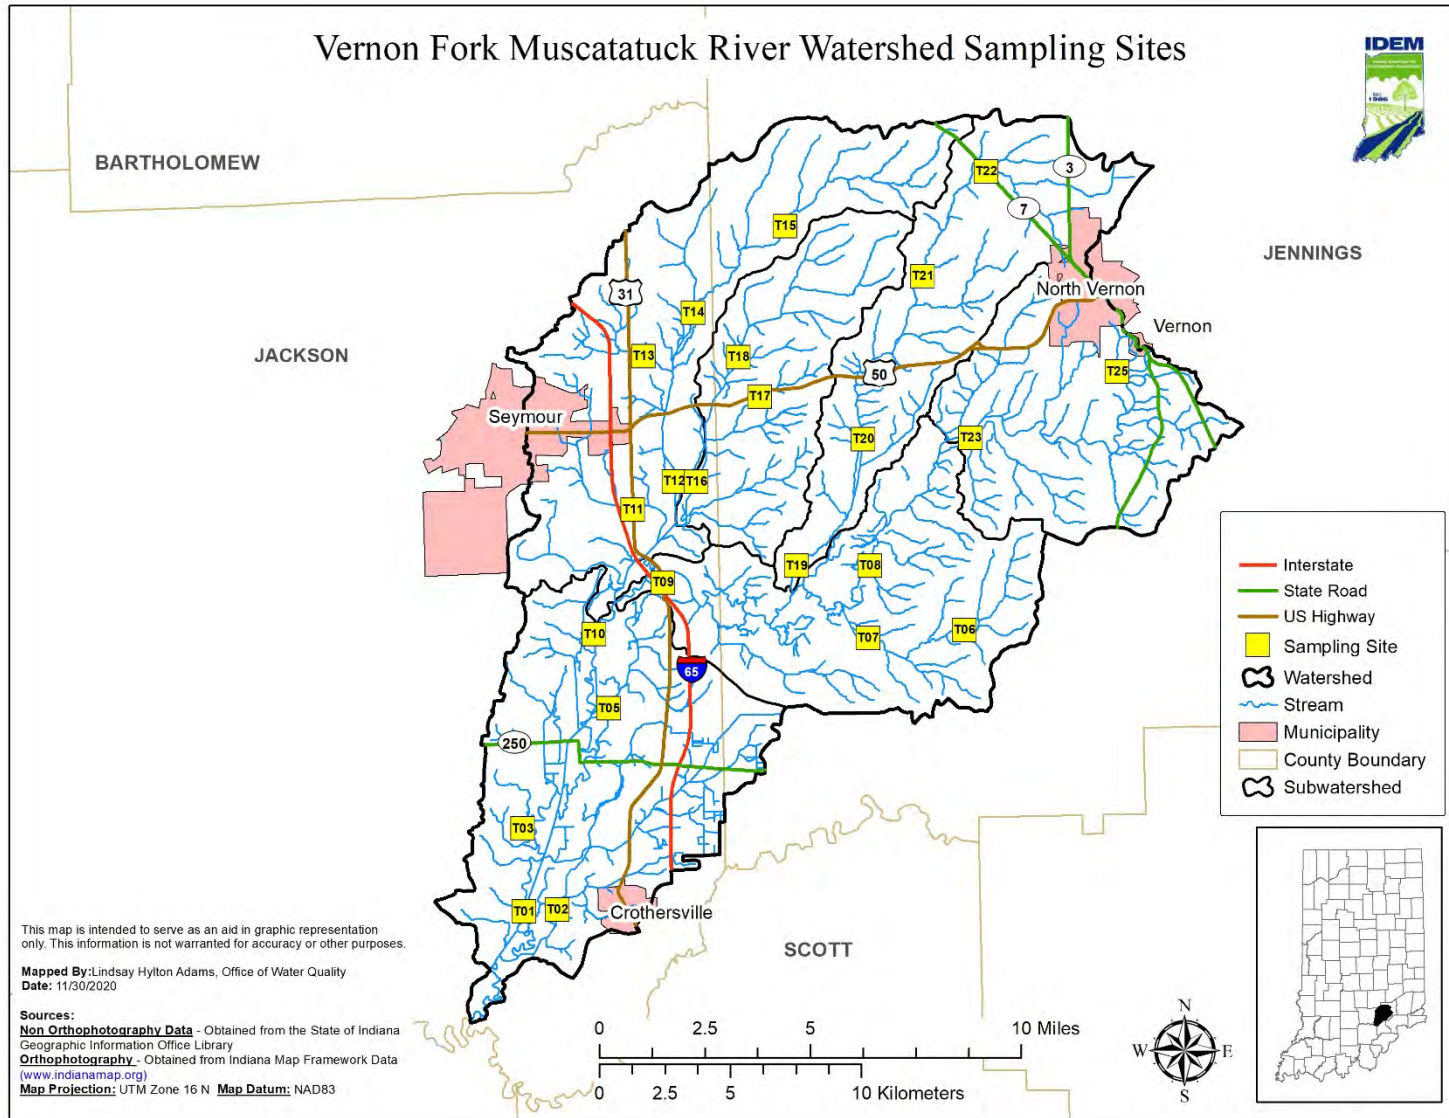 Vernon Fork Muscatatuck River Watershed Sampling Sites
IDEM
1986
BARTHOLOMEW
JENNINGS
JACKSON
SCOTT
3
7
T22
T15
T21
North Vernon
31
T14
Vernon
T13
T18
50
T25
T17
Seymour
T20
T23
T12
T16
T11
T19
T08
T09
T10
T07
T06
65
T05
250
T03
T01
T02
Crothersville
Interstate
State Road
US Highway
Sampling Site
Watershed
Stream
Municipality
County Boundary
Subwatershed
This map is intended to serve as an aid in graphic representation
only. This information is not warranted for accuracy or other purposes.
Mapped By:Lindsay Hylton Adams, Office of Water Quality
Date: 11/30/2020
Sources:
Non Orthophotography Data - Obtained from the State of Indiana
Geographic Information Office Library
Orthophotography - Obtained from Indiana Map Framework Data
(www.indianamap.org)
Map Projection: UTM Zone 16 N Map Datum: NAD83
0 2.5 5 10 Miles
0 2.5 5 10 Kilometers
N
W E
S